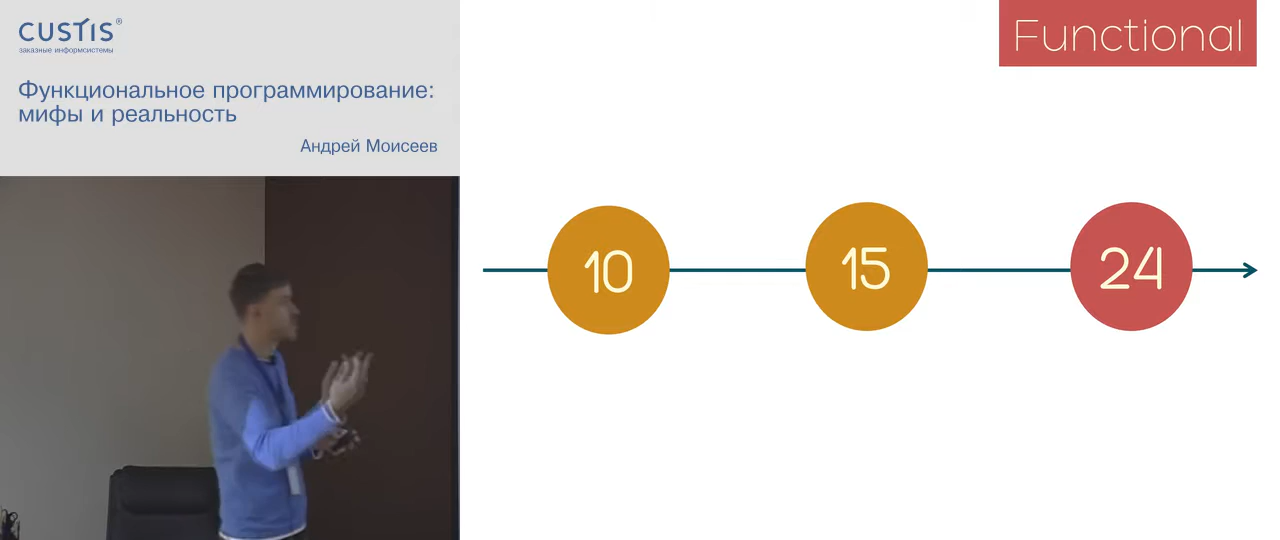 CUSTIS®
заказные информсистемы
Функциональное программирование:
мифы и реальность
Андрей Моисеев
Functional
10 15 24